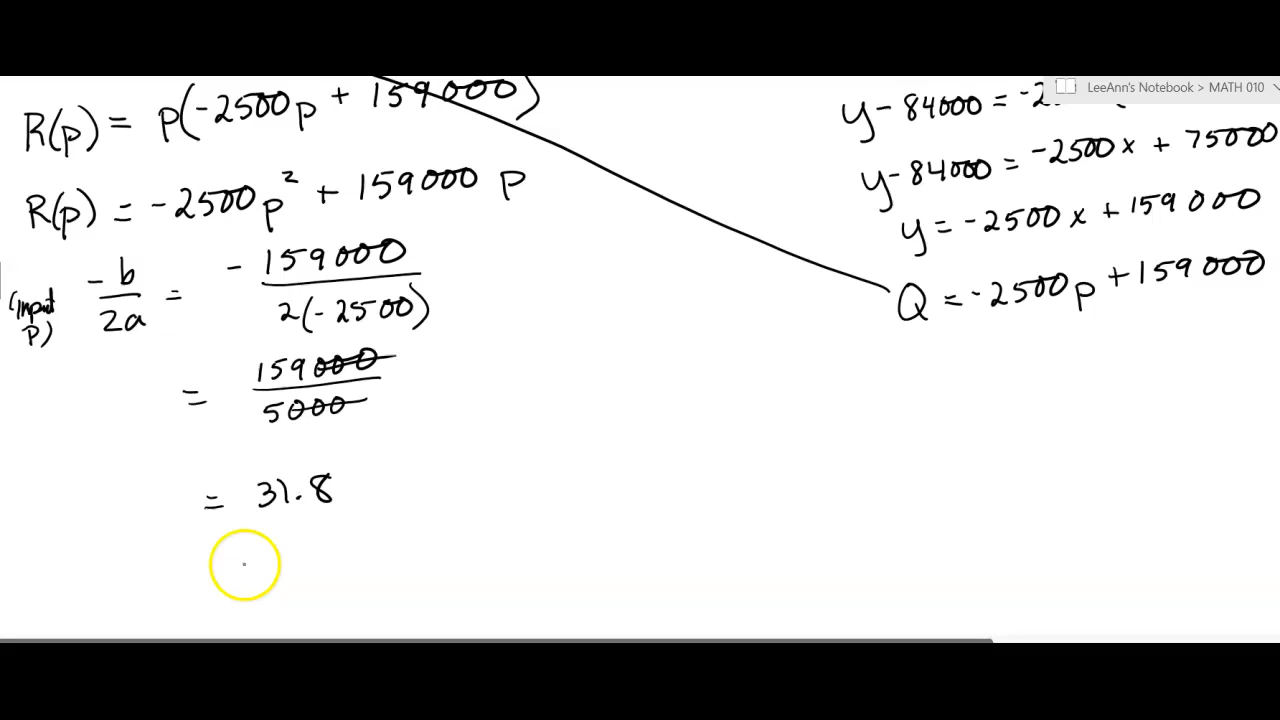 R(p) = p(-2500p + 159000)
R(p) = -2500p² + 159000 p
(input p) -b/2a = -159000/2(-2500)
= 159000/5000
= 31.8
LeeAnn's Notebook > MATH 010
y - 84000 = -2
y - 84000 = -2500x + 75000
y = -2500x + 159000
Q = -2500p + 159000